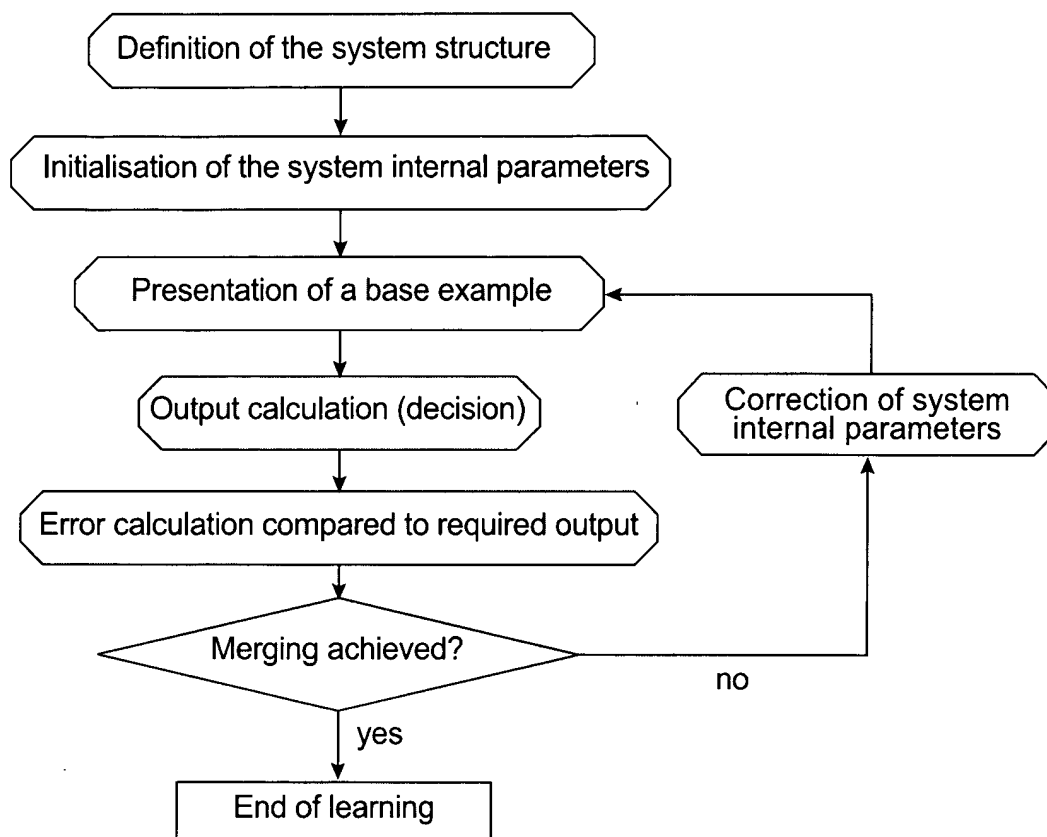 Definition of the system structure
Initialisation of the system internal parameters
Presentation of a base example
Output calculation (decision)
Correction of system
internal parameters
Error calculation compared to required output
Merging achieved?
no
yes
End of learning